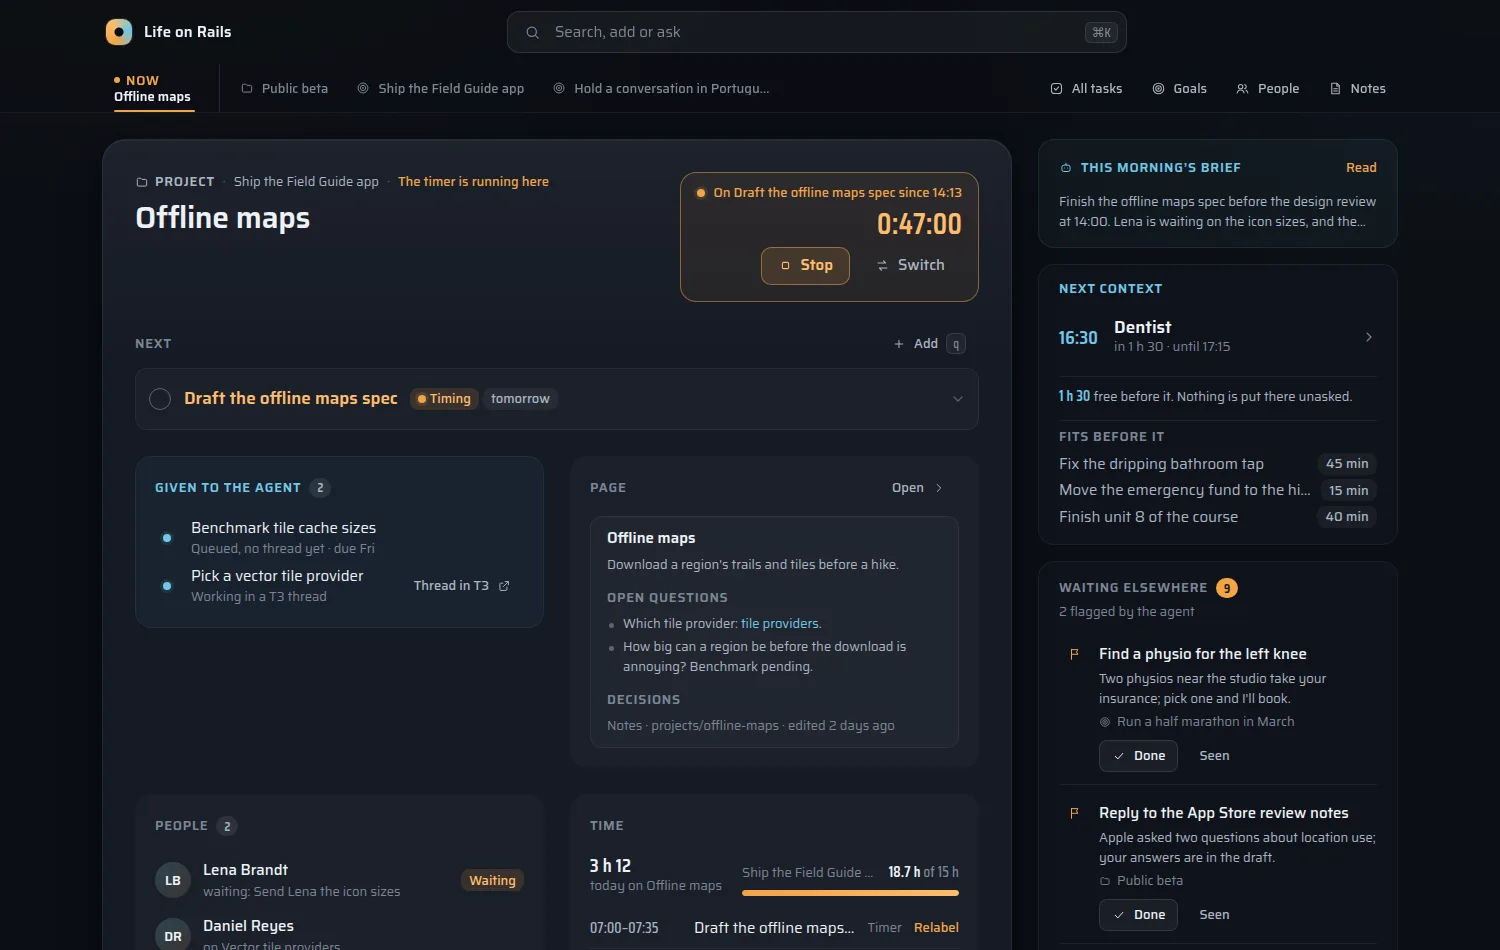 Life on Rails
Search, add or ask
⌘K
NOW
Offline maps
Public beta
Ship the Field Guide app
Hold a conversation in Portugu...
All tasks
Goals
People
Notes
PROJECT · Ship the Field Guide app · The timer is running here
Offline maps
On Draft the offline maps spec since 14:13
0:47:00
Stop
Switch
NEXT
Add q
Draft the offline maps spec
Timing
tomorrow
GIVEN TO THE AGENT 2
Benchmark tile cache sizes
Queued, no thread yet · due Fri
Pick a vector tile provider
Working in a T3 thread
Thread in T3
PAGE
Open
Offline maps
Download a region's trails and tiles before a hike.
OPEN QUESTIONS
Which tile provider: tile providers.
How big can a region be before the download is
annoying? Benchmark pending.
DECISIONS
Notes · projects/offline-maps · edited 2 days ago
PEOPLE 2
LB
Lena Brandt
waiting: Send Lena the icon sizes
Waiting
DR
Daniel Reyes
on Vector tile providers
TIME
3 h 12
today on Offline maps
Ship the Field Guide ...
18.7 h of 15 h
07:00–07:35
Draft the offline maps...
Timer
Relabel
THIS MORNING'S BRIEF
Read
Finish the offline maps spec before the design review
at 14:00. Lena is waiting on the icon sizes, and the...
NEXT CONTEXT
16:30
Dentist
in 1 h 30 · until 17:15
1 h 30 free before it. Nothing is put there unasked.
FITS BEFORE IT
Fix the dripping bathroom tap
45 min
Move the emergency fund to the hi...
15 min
Finish unit 8 of the course
40 min
WAITING ELSEWHERE 9
2 flagged by the agent
Find a physio for the left knee
Two physios near the studio take your
insurance; pick one and I'll book.
Run a half marathon in March
Done
Seen
Reply to the App Store review notes
Apple asked two questions about location use;
your answers are in the draft.
Public beta
Done
Seen